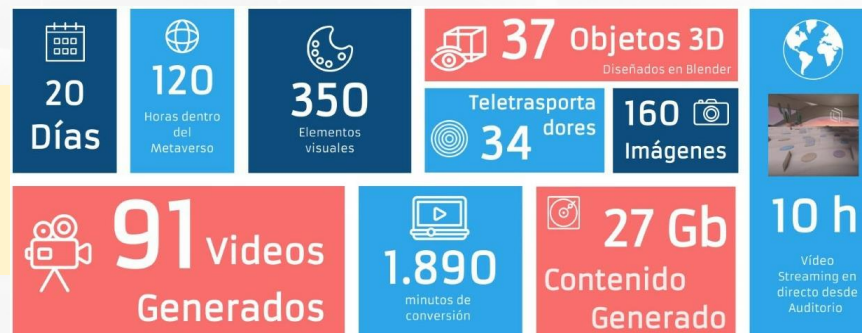 20
Días
120
Horas dentro
del
Metaverso
350
Elementos
visuales
37 Objetos 3D
Diseñados en Blender
Teletrasporta
34 dores
160
Imágenes
10 h
Vídeo
Streaming en
directo desde
Auditorio
91 Videos
Generados
1.890
minutos de
conversión
27 Gb
Contenido
Generado